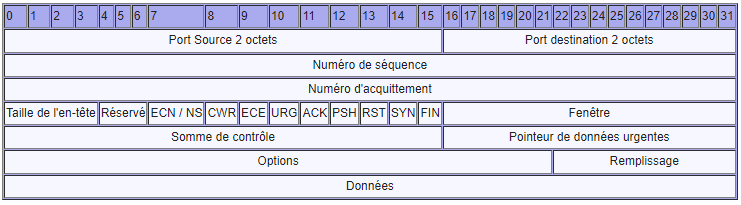 0 1 2 3 4 5 6 7 8 9 10 11 12 13 14 15 16 17 18 19 20 21 22 23 24 25 26 27 28 29 30 31
Port Source 2 octets Port destination 2 octets
Numéro de séquence
Numéro d'acquittement
Taille de l'en-tête Réservé ECN / NS CWR ECE URG ACK PSH RST SYN FIN Fenêtre
Somme de contrôle Pointeur de données urgentes
Options Remplissage
Données